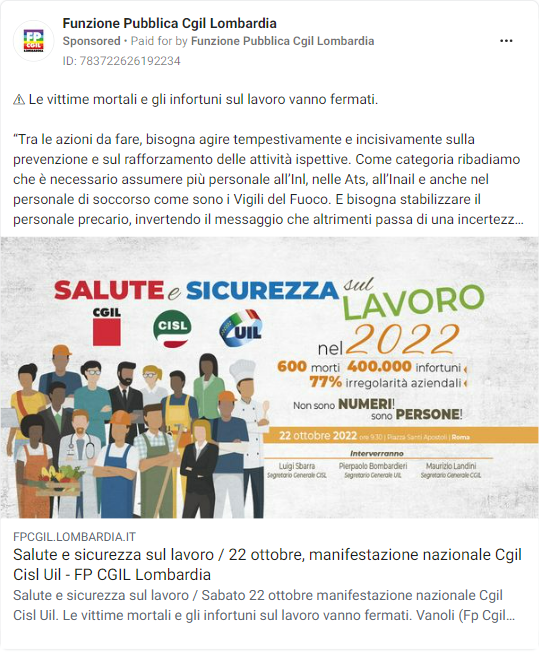 FP
CGIL
LOMBARDIA
Funzione Pubblica Cgil Lombardia
Sponsored • Paid for by Funzione Pubblica Cgil Lombardia
ID: 783722626192234
⚠ Le vittime mortali e gli infortuni sul lavoro vanno fermati.
“Tra le azioni da fare, bisogna agire tempestivamente e incisivamente sulla
prevenzione e sul rafforzamento delle attività ispettive. Come categoria ribadiamo
che è necessario assumere più personale all’Inl, nelle Ats, all’Inail e anche nel
personale di soccorso come sono i Vigili del Fuoco. E bisogna stabilizzare il
personale precario, invertendo il messaggio che altrimenti passa di una incertezz...
SALUTE e SICUREZZA sul
LAVORO
CGIL
CISL
UIL
nel 2022
600 morti 400.000 infortuni
77% irregolarità aziendali
Non sono NUMERI!
sono PERSONE!
22 ottobre 2022 ore 9.30 | Piazza Santi Apostoli | Roma
Interverranno
Luigi Sbarra
Segretario Generale CISL
Pierpaolo Bombardieri
Segretario Generale UIL
Maurizio Landini
Segretario Generale CGIL
FPCGIL.LOMBARDIA.IT
Salute e sicurezza sul lavoro / 22 ottobre, manifestazione nazionale Cgil
Cisl Uil - FP CGIL Lombardia
Salute e sicurezza sul lavoro / Sabato 22 ottobre manifestazione nazionale Cgil
Cisl Uil. Le vittime mortali e gli infortuni sul lavoro vanno fermati. Vanoli (Fp Cgil...